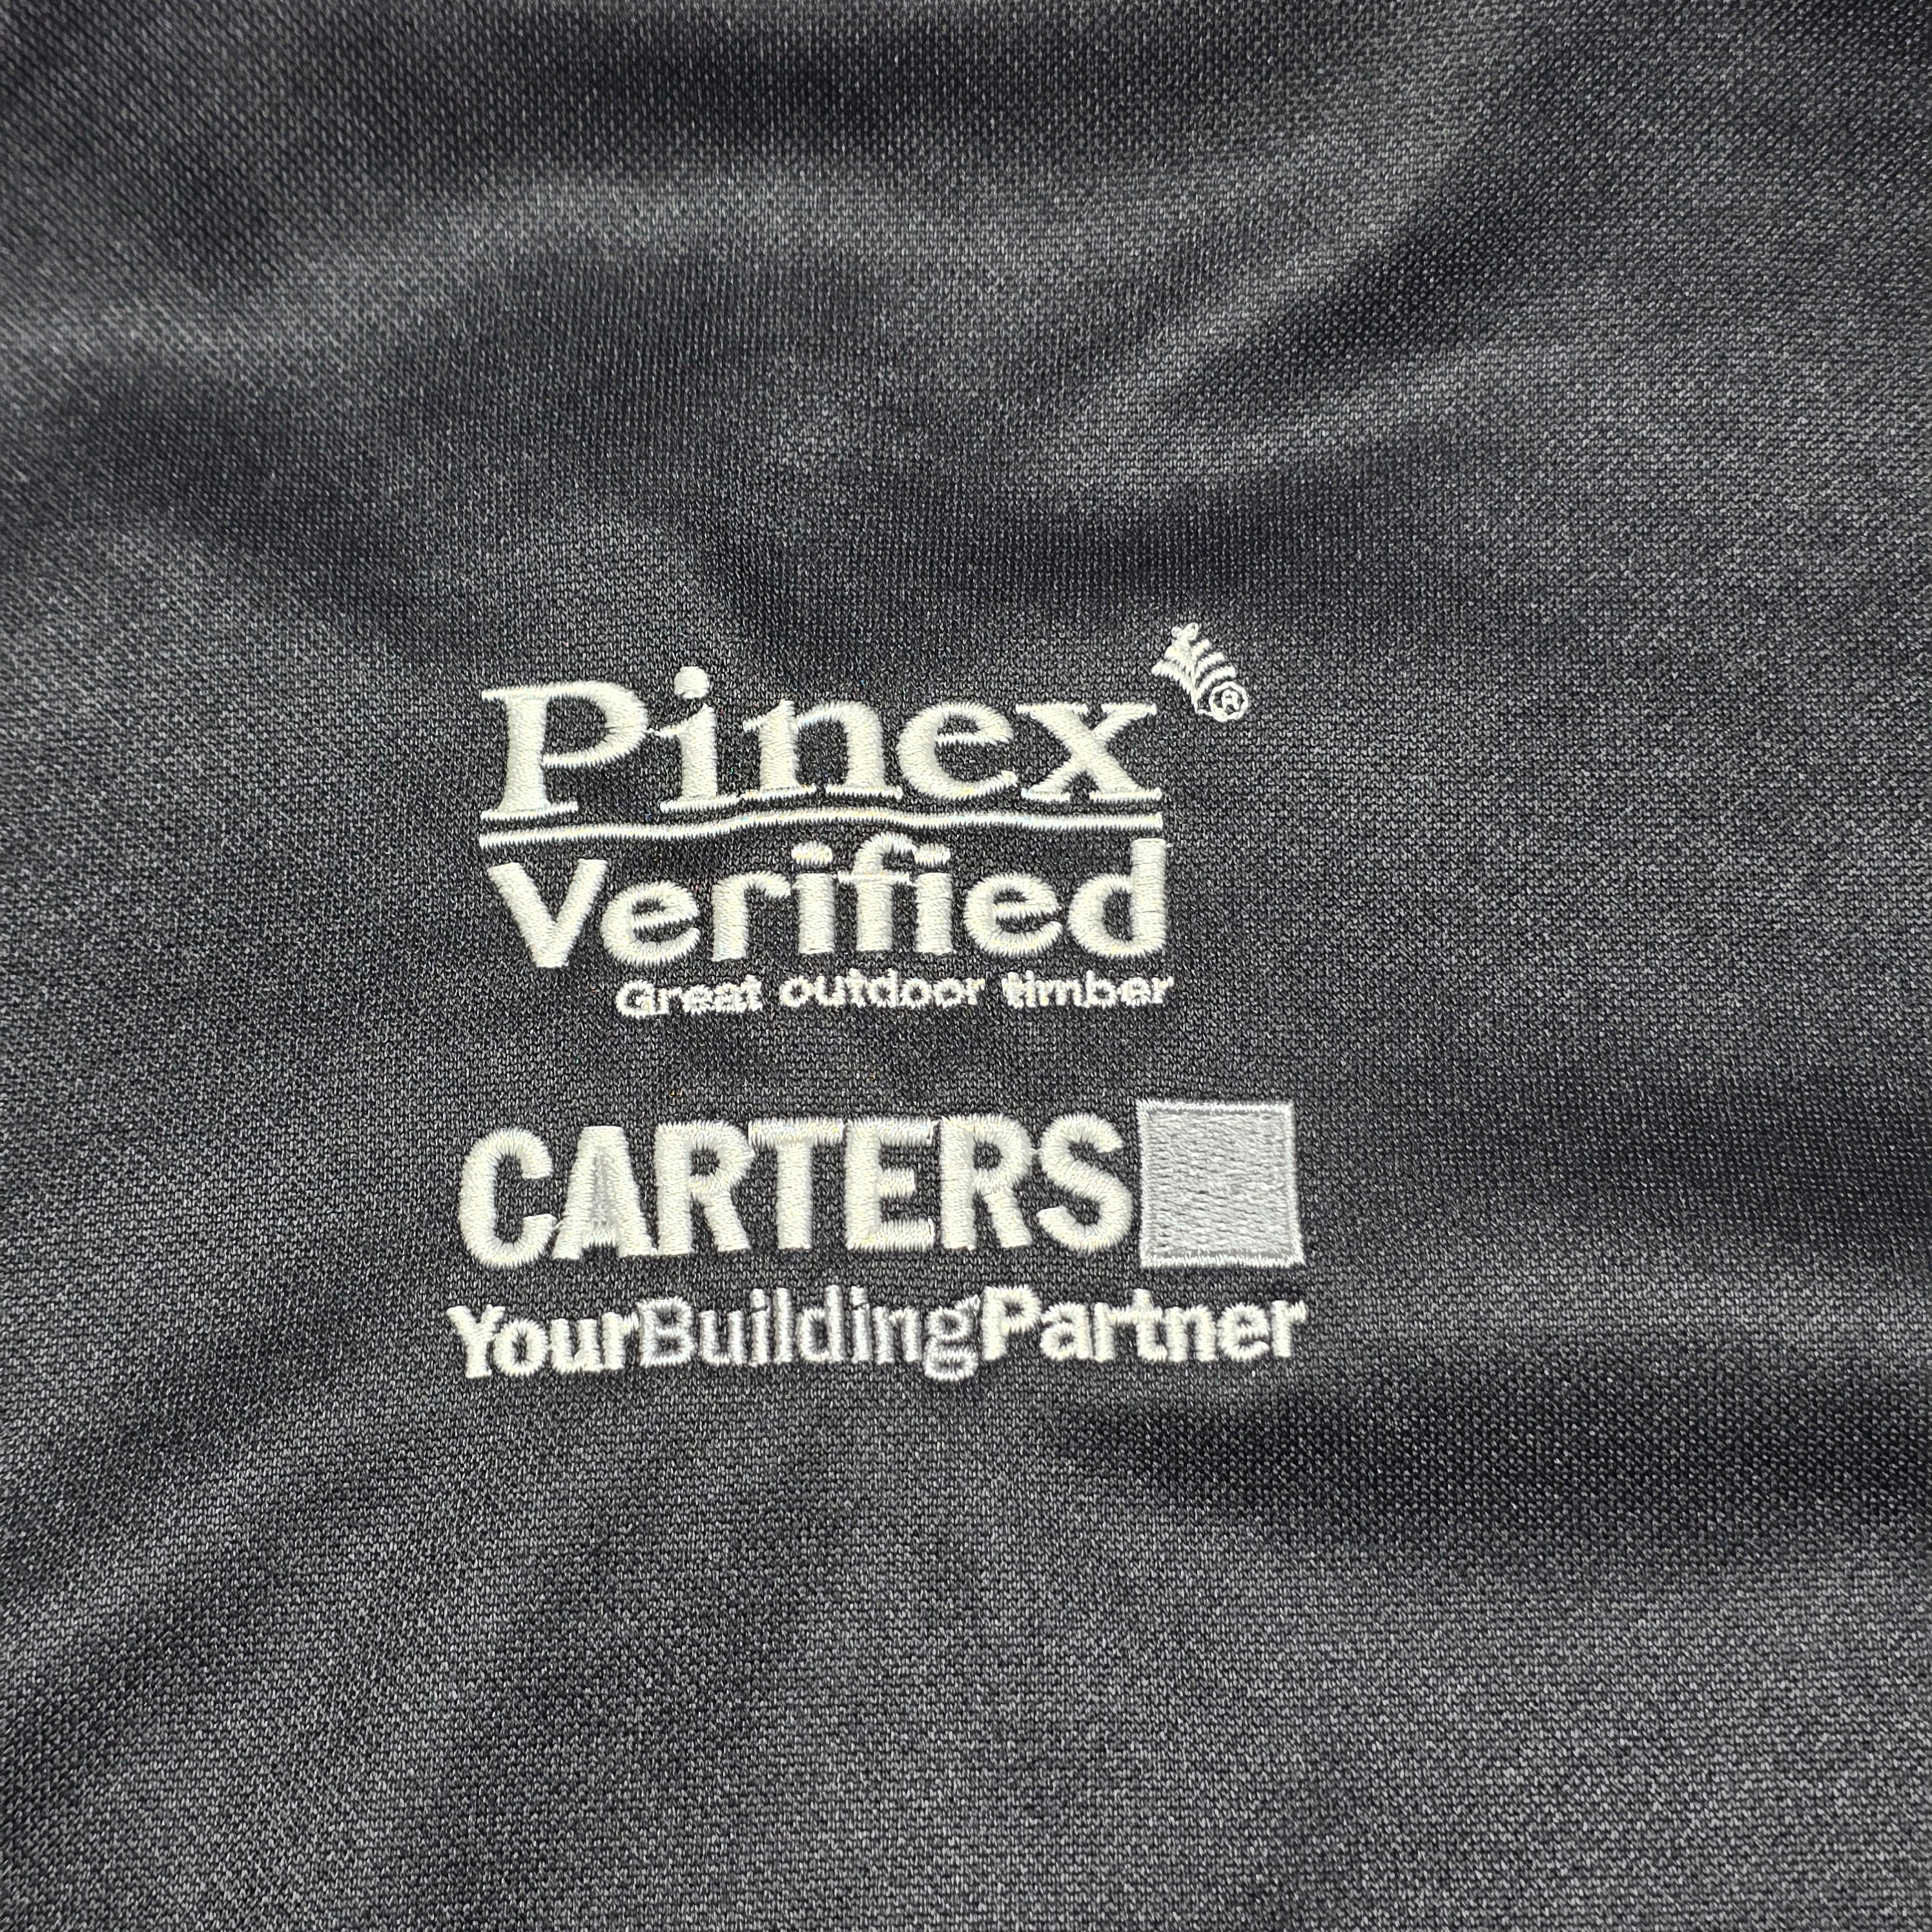 Pinex®
Verified
Great outdoor timber
CARTERS
YourBuildingPartner